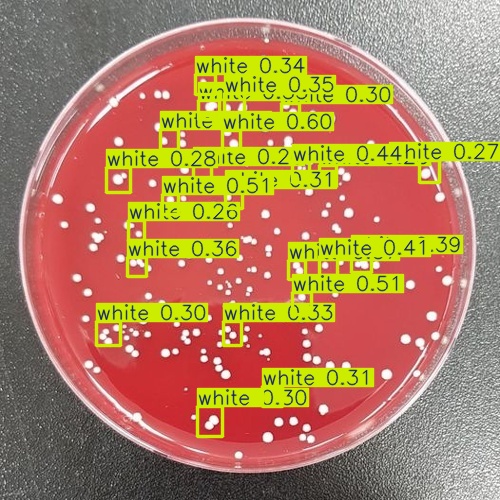 white 0.34
white 0.35
0.30
white
white 0.60
white 0.28
white 0.44
0.27
white 0.51
0.31
white 0.26
white 0.36
white 0.41
.39
white 0.51
white 0.30
white 0.33
white 0.31
white 0.30